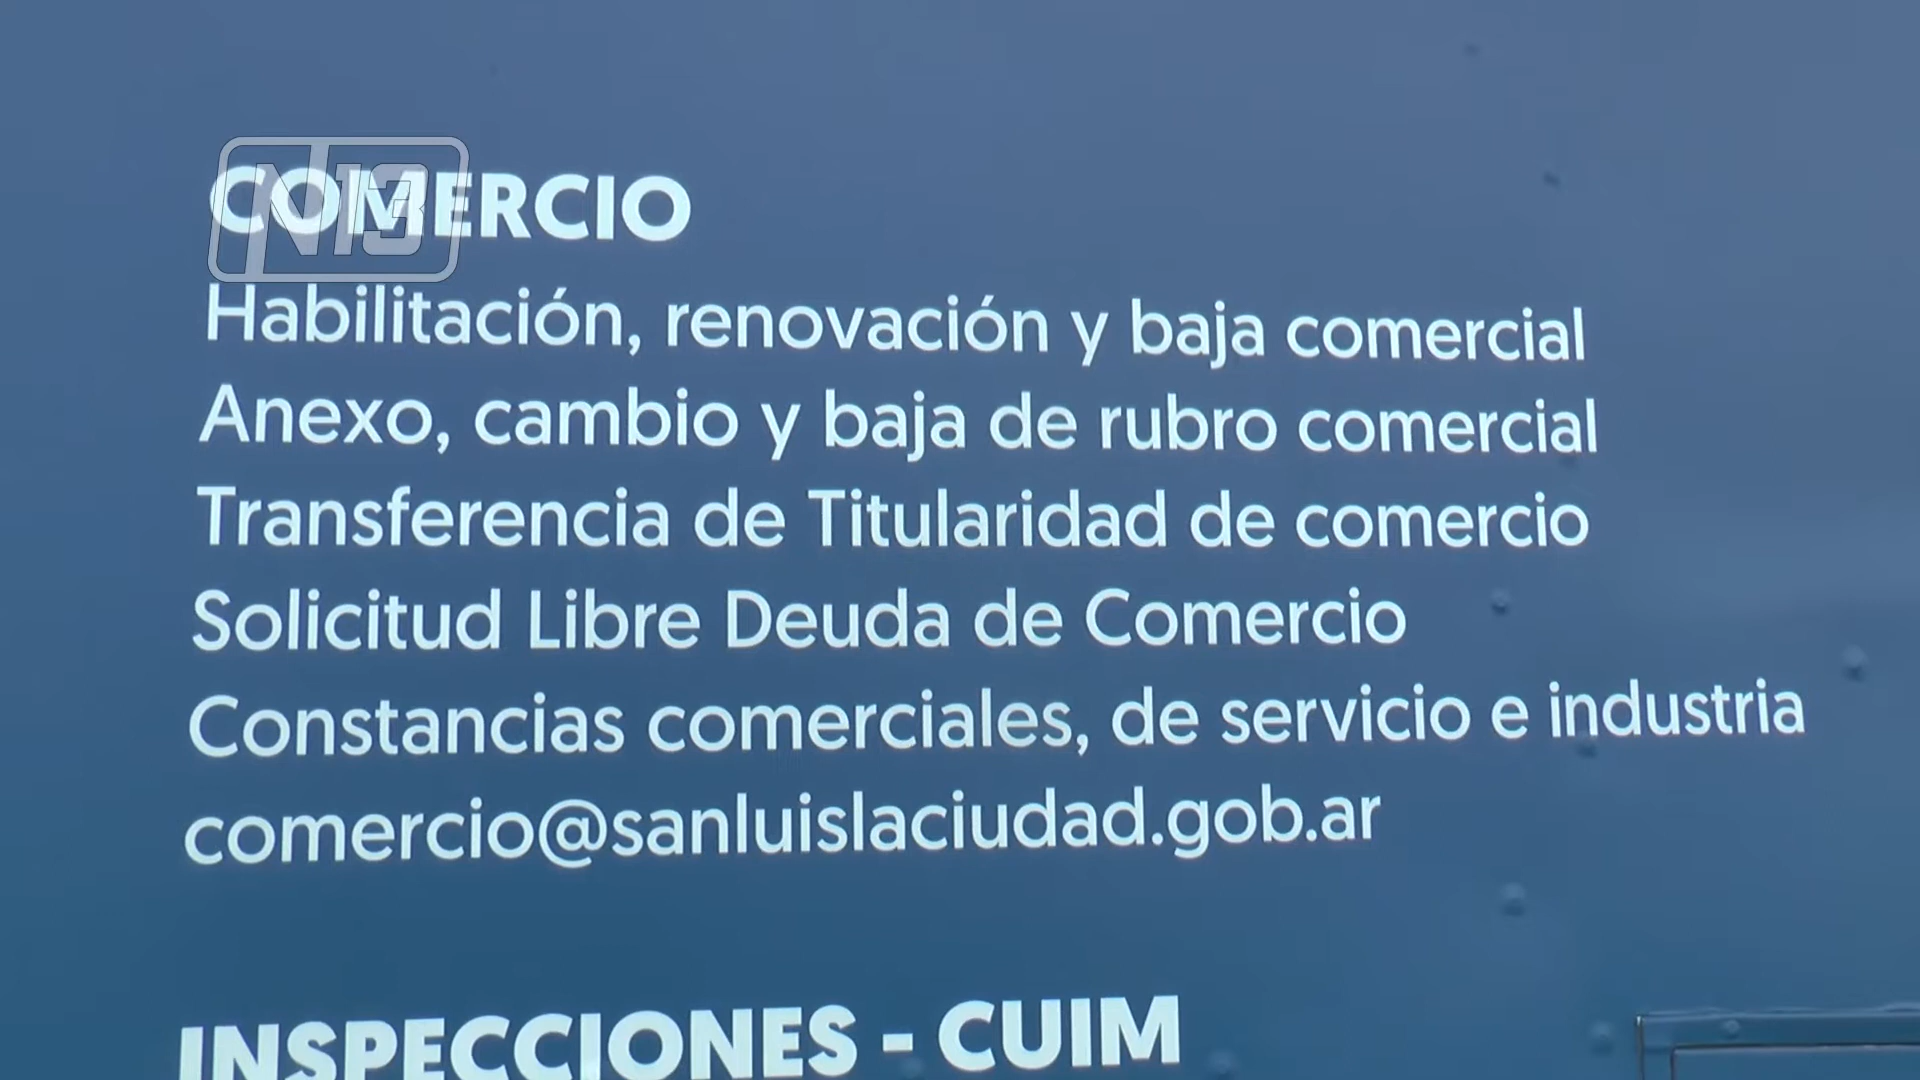 COMERCIO
N13
Habilitación, renovación y baja comercial
Anexo, cambio y baja de rubro comercial
Transferencia de Titularidad de comercio
Solicitud Libre Deuda de Comercio
Constancias comerciales, de servicio e industria
comercio@sanluislaciudad.gob.ar
INSPECCIONES - CUIM